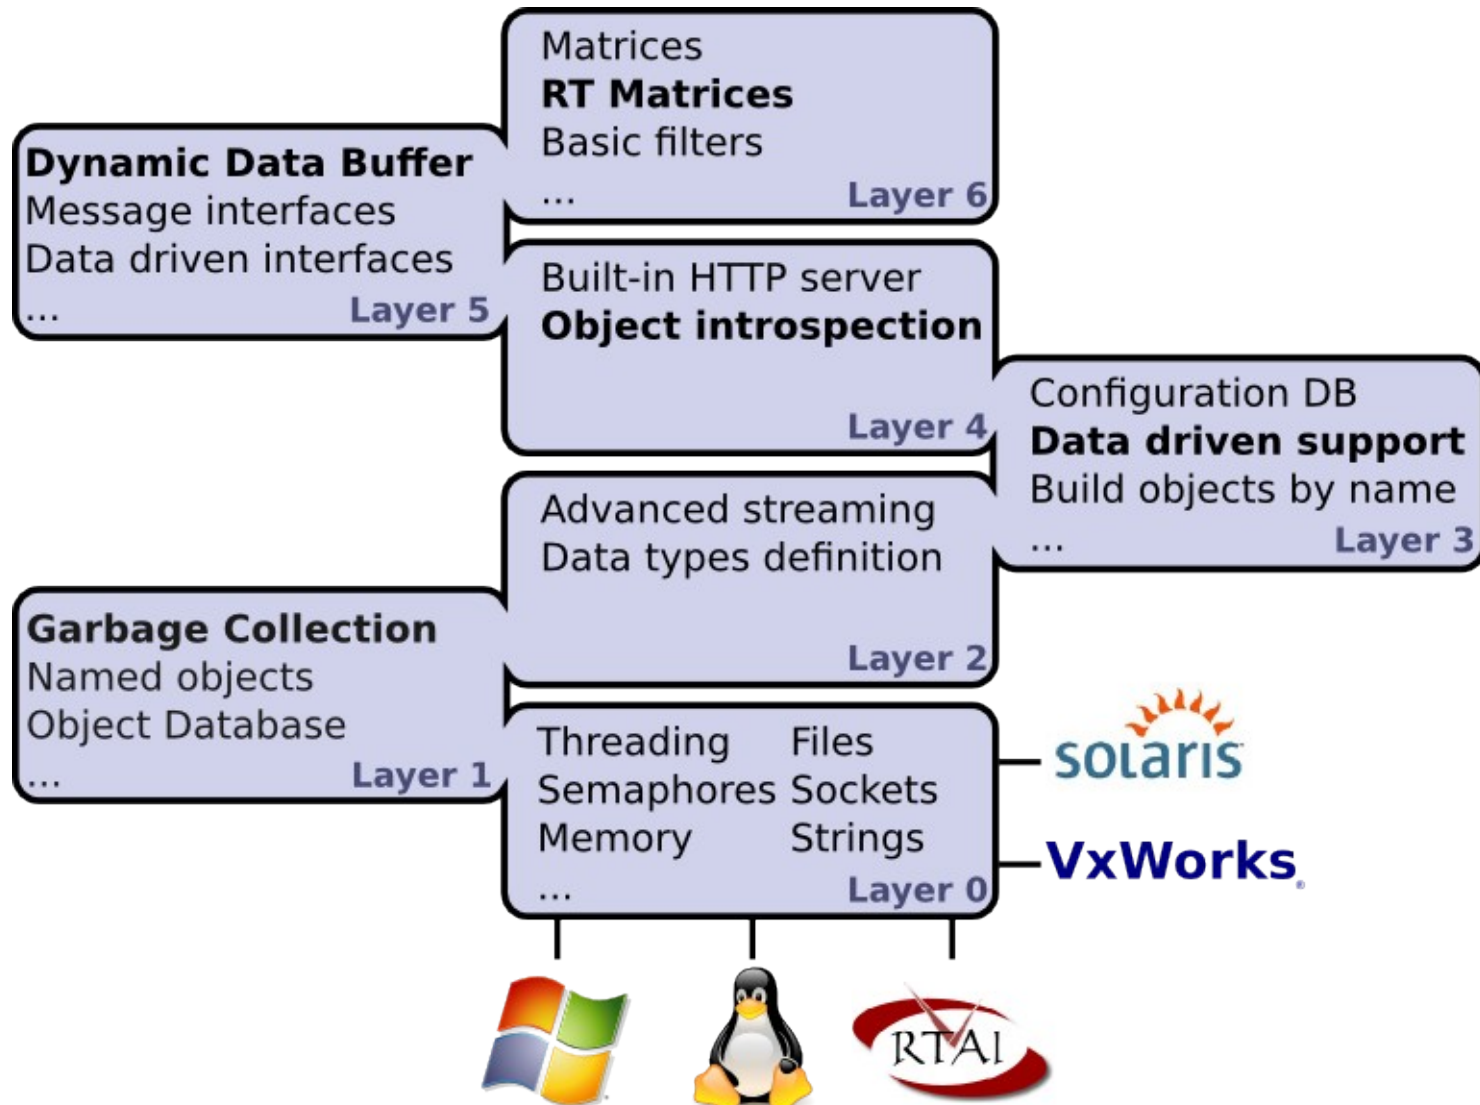 Matrices
RT Matrices
Basic filters
...
Layer 6
Dynamic Data Buffer
Message interfaces
Data driven interfaces
...
Layer 5
Built-in HTTP server
Object introspection
Layer 4
Configuration DB
Data driven support
Build objects by name
...
Layer 3
Advanced streaming
Data types definition
Layer 2
Garbage Collection
Named objects
Object Database
...
Layer 1
Threading Files
Semaphores Sockets
Memory Strings
...
Layer 0
solaris
VxWorks®
RTAI